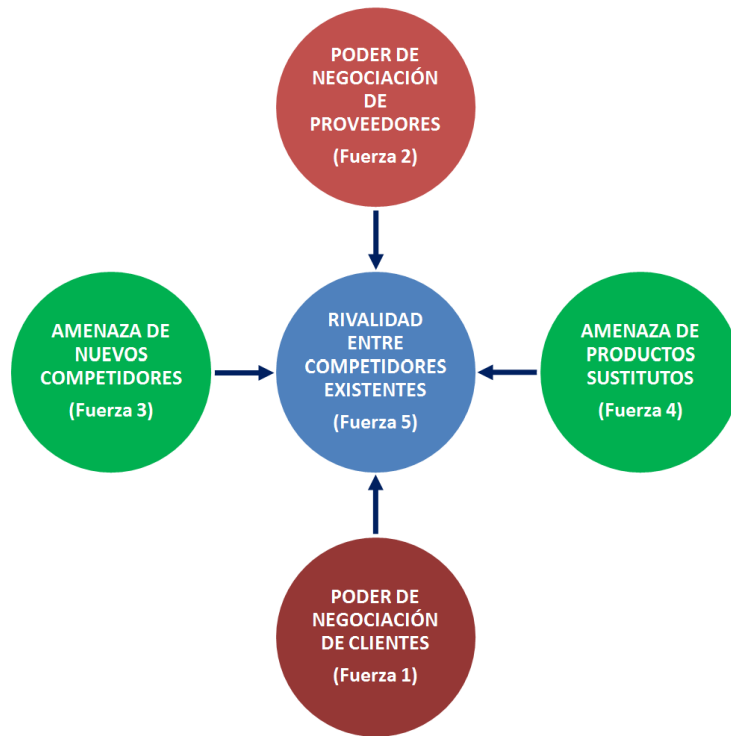 PODER DE
NEGOCIACIÓN
DE
PROVEEDORES
(Fuerza 2)
AMENAZA DE
NUEVOS
COMPETIDORES
(Fuerza 3)
RIVALIDAD
ENTRE
COMPETIDORES
EXISTENTES
(Fuerza 5)
AMENAZA DE
PRODUCTOS
SUSTITUTOS
(Fuerza 4)
PODER DE
NEGOCIACIÓN
DE CLIENTES
(Fuerza 1)